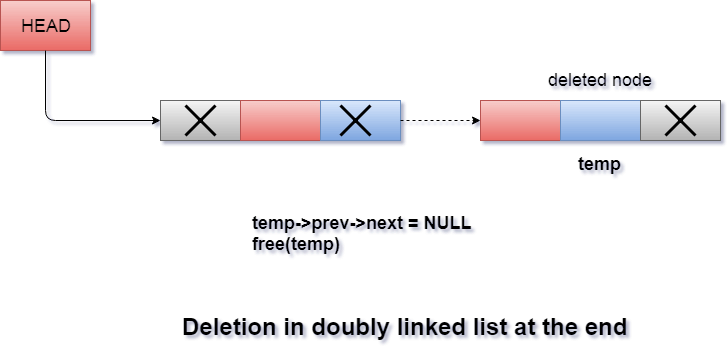 HEAD
deleted node
temp
temp->prev->next = NULL
free(temp)
Deletion in doubly linked list at the end